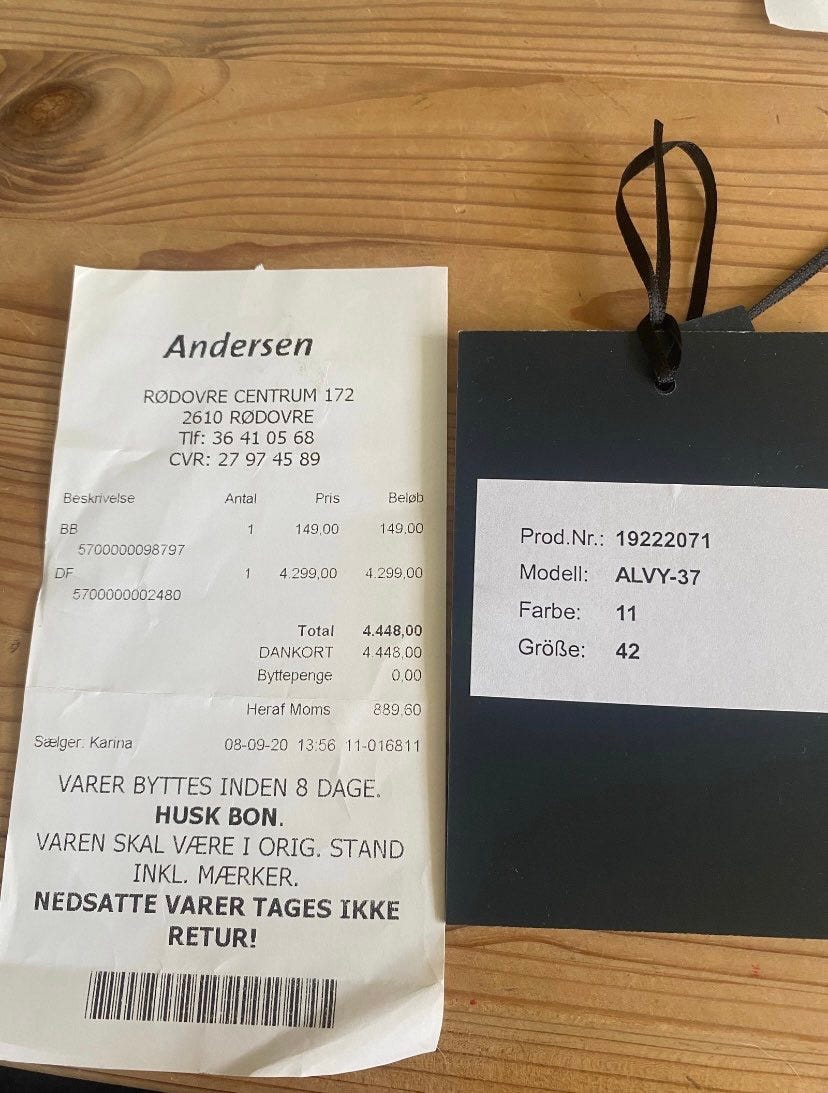 Andersen
RØDOVRE CENTRUM 172
2610 RØDOVRE
Tlf: 36 41 05 68
CVR: 27 97 45 89
Beskrivelse Antal Pris Beløb
BB 1 149,00 149,00
5700000098797
DF 1 4.299,00 4.299,00
5700000002480
Total 4.448,00
DANKORT 4.448,00
Byttepenge 0,00
Heraf Moms 889,60
Sælger. Karina 08-09-20 13:56 11-016811
VARER BYTTES INDEN 8 DAGE.
HUSK BON.
VAREN SKAL VÆRE I ORIG. STAND
INKL. MÆRKER.
NEDSATTE VARER TAGES IKKE
RETUR!
Prod.Nr.: 19222071
Modell: ALVY-37
Farbe: 11
Größe: 42